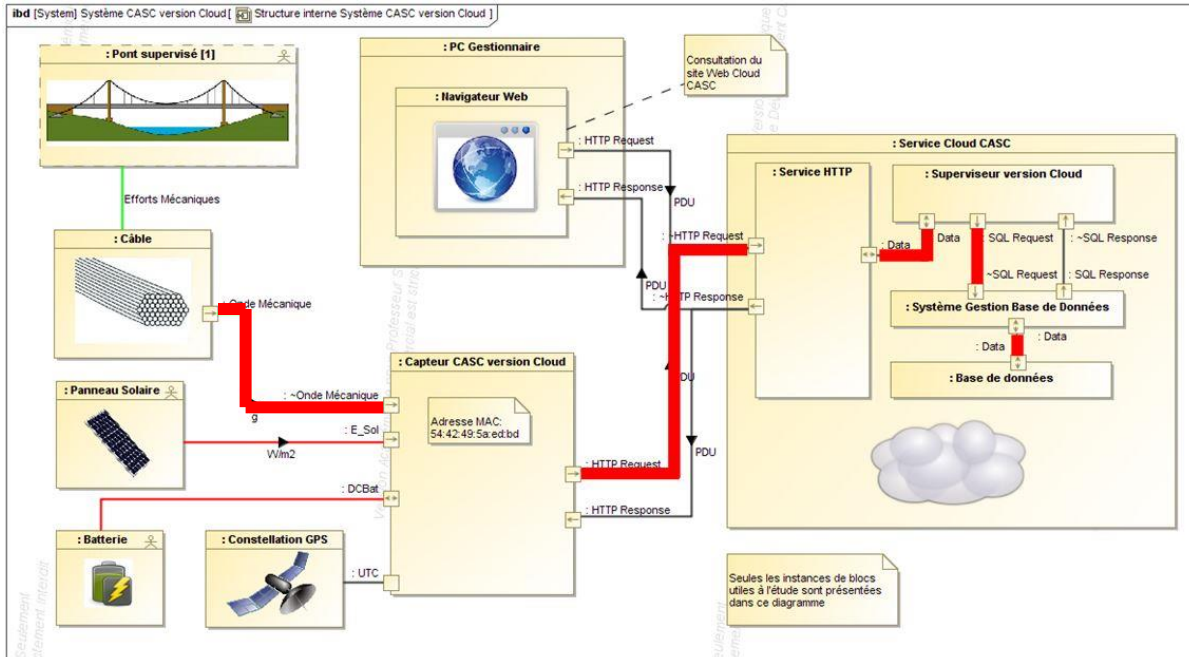 ibd [System] Système CASC version Cloud[ Structure interne Système CASC version Cloud ]
: Pont supervisé [1]
Efforts Mécaniques
: Câble
: Onde Mécanique
: Panneau Solaire
W/m2
: Batterie
: Constellation GPS
: PC Gestionnaire
: Navigateur Web
Consultation du
site Web Cloud
CASC
: HTTP Request
: HTTP Response
PDU
PDU
: ~HTTP Request
: ~HTTP Response
PDU
PDU
: Capteur CASC version Cloud
: ~Onde Mécanique
g
: E_Sol
: DCBat
: UTC
Adresse MAC:
54:42:49:5a:ed:bd
: HTTP Request
: HTTP Response
: Service Cloud CASC
: Service HTTP
: Superviseur version Cloud
: Data
: Data
SQL Request
: ~SQL Response
~SQL Request
: SQL Response
: Système Gestion Base de Données
: Data
: Data
: Base de données
Seules les instances de blocs
utiles à l'étude sont présentées
dans ce diagramme